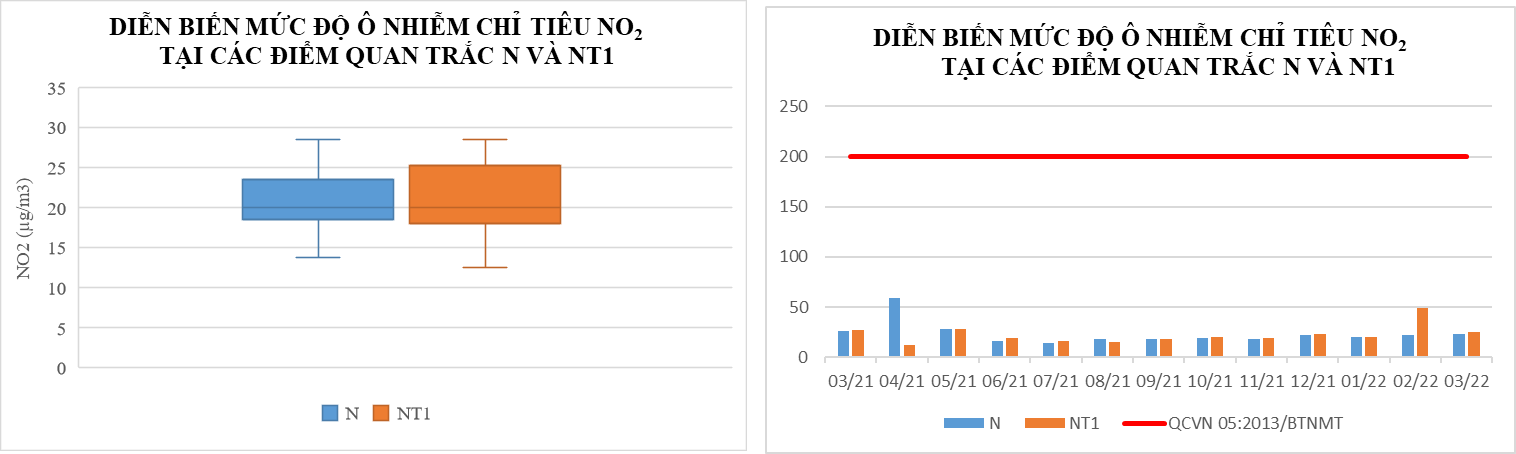 DIỄN BIẾN MỨC ĐỘ Ô NHIỄM CHỈ TIÊU NO₂
TẠI CÁC ĐIỂM QUAN TRẮC N VÀ NT1
35
30
25
20
15
10
5
0
NO2 (µg/m3)
N NT1
DIỄN BIẾN MỨC ĐỘ Ô NHIỄM CHỈ TIÊU NO₂
TẠI CÁC ĐIỂM QUAN TRẮC N VÀ NT1
250
200
150
100
50
0
03/21 04/21 05/21 06/21 07/21 08/21 09/21 10/21 11/21 12/21 01/22 02/22 03/22
N NT1 QCVN 05:2013/BTNMT